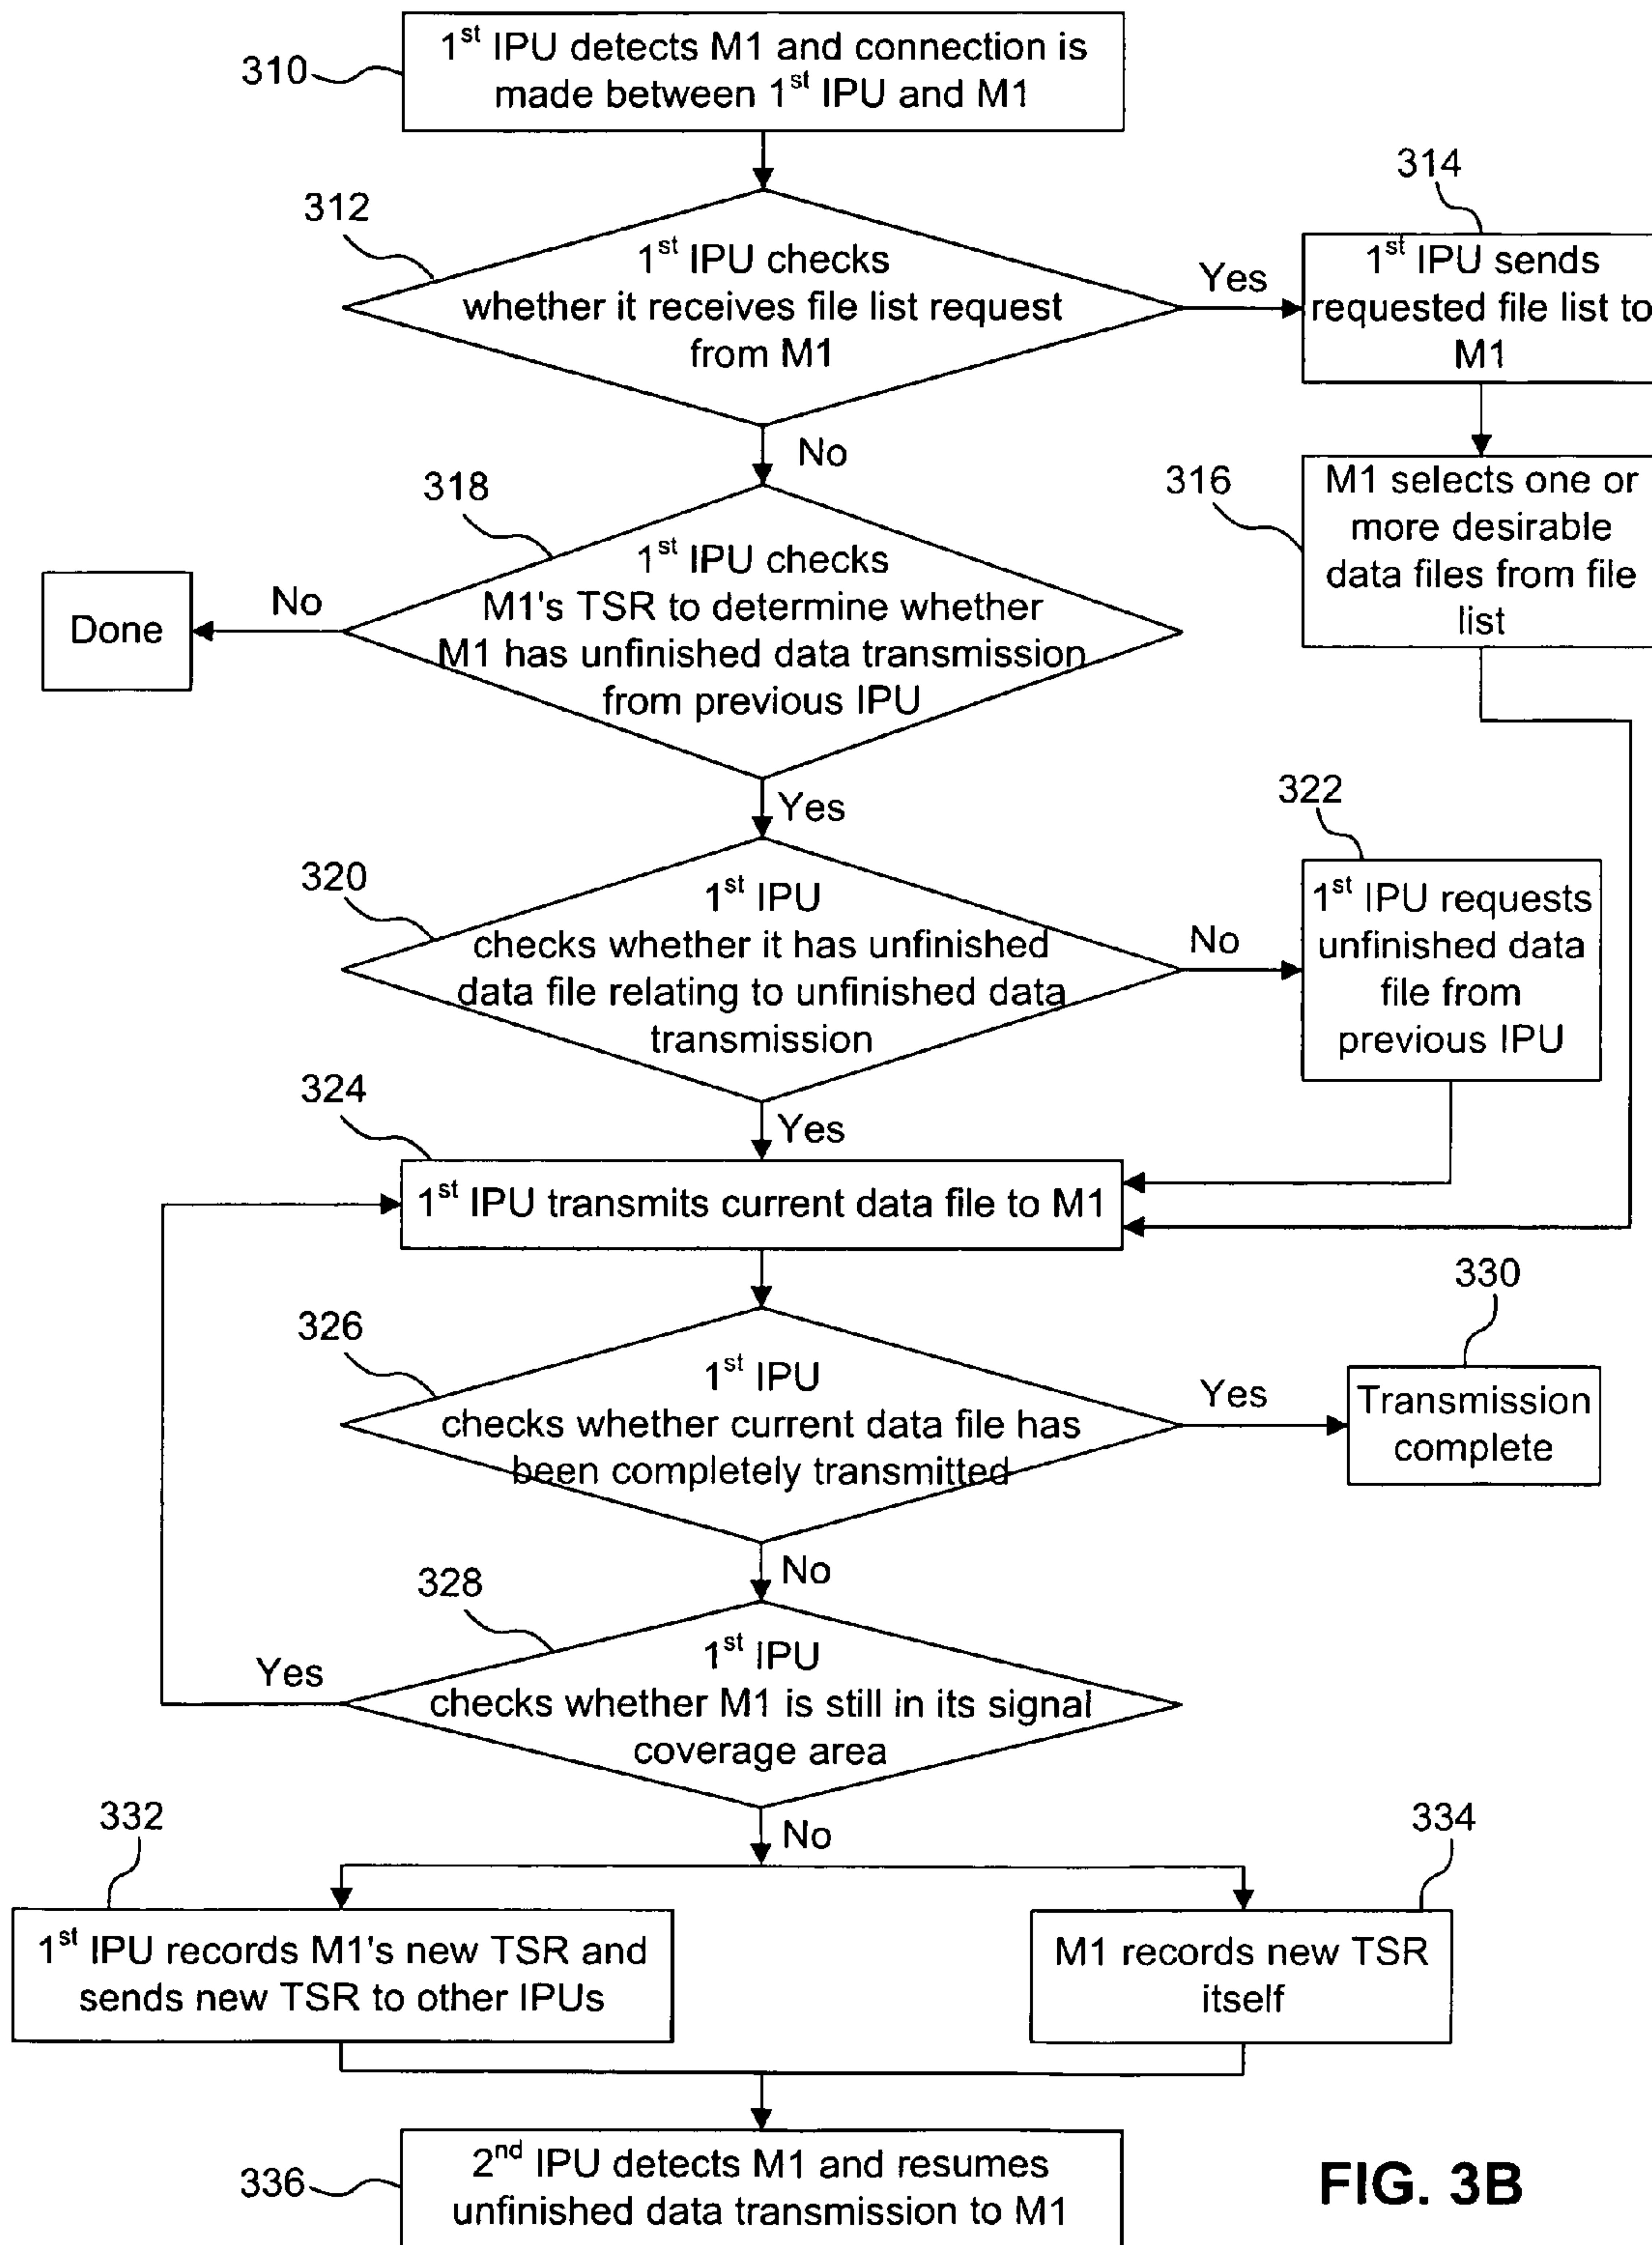 310
1st IPU detects M1 and connection is
made between 1st IPU and M1
312
1st IPU checks
whether it receives file list request
from M1
Yes
314
1st IPU sends
requested file list to
M1
No
316
M1 selects one or
more desirable
data files from file
list
318
1st IPU checks
M1's TSR to determine whether
M1 has unfinished data transmission
from previous IPU
No
Done
Yes
320
1st IPU
checks whether it has unfinished
data file relating to unfinished data
transmission
No
322
1st IPU requests
unfinished data
file from
previous IPU
Yes
324
1st IPU transmits current data file to M1
326
1st IPU
checks whether current data file has
been completely transmitted
Yes
330
Transmission
complete
No
328
1st IPU
checks whether M1 is still in its signal
coverage area
Yes
No
332
1st IPU records M1's new TSR and
sends new TSR to other IPUs
334
M1 records new TSR
itself
336
2nd IPU detects M1 and resumes
unfinished data transmission to M1
FIG. 3B